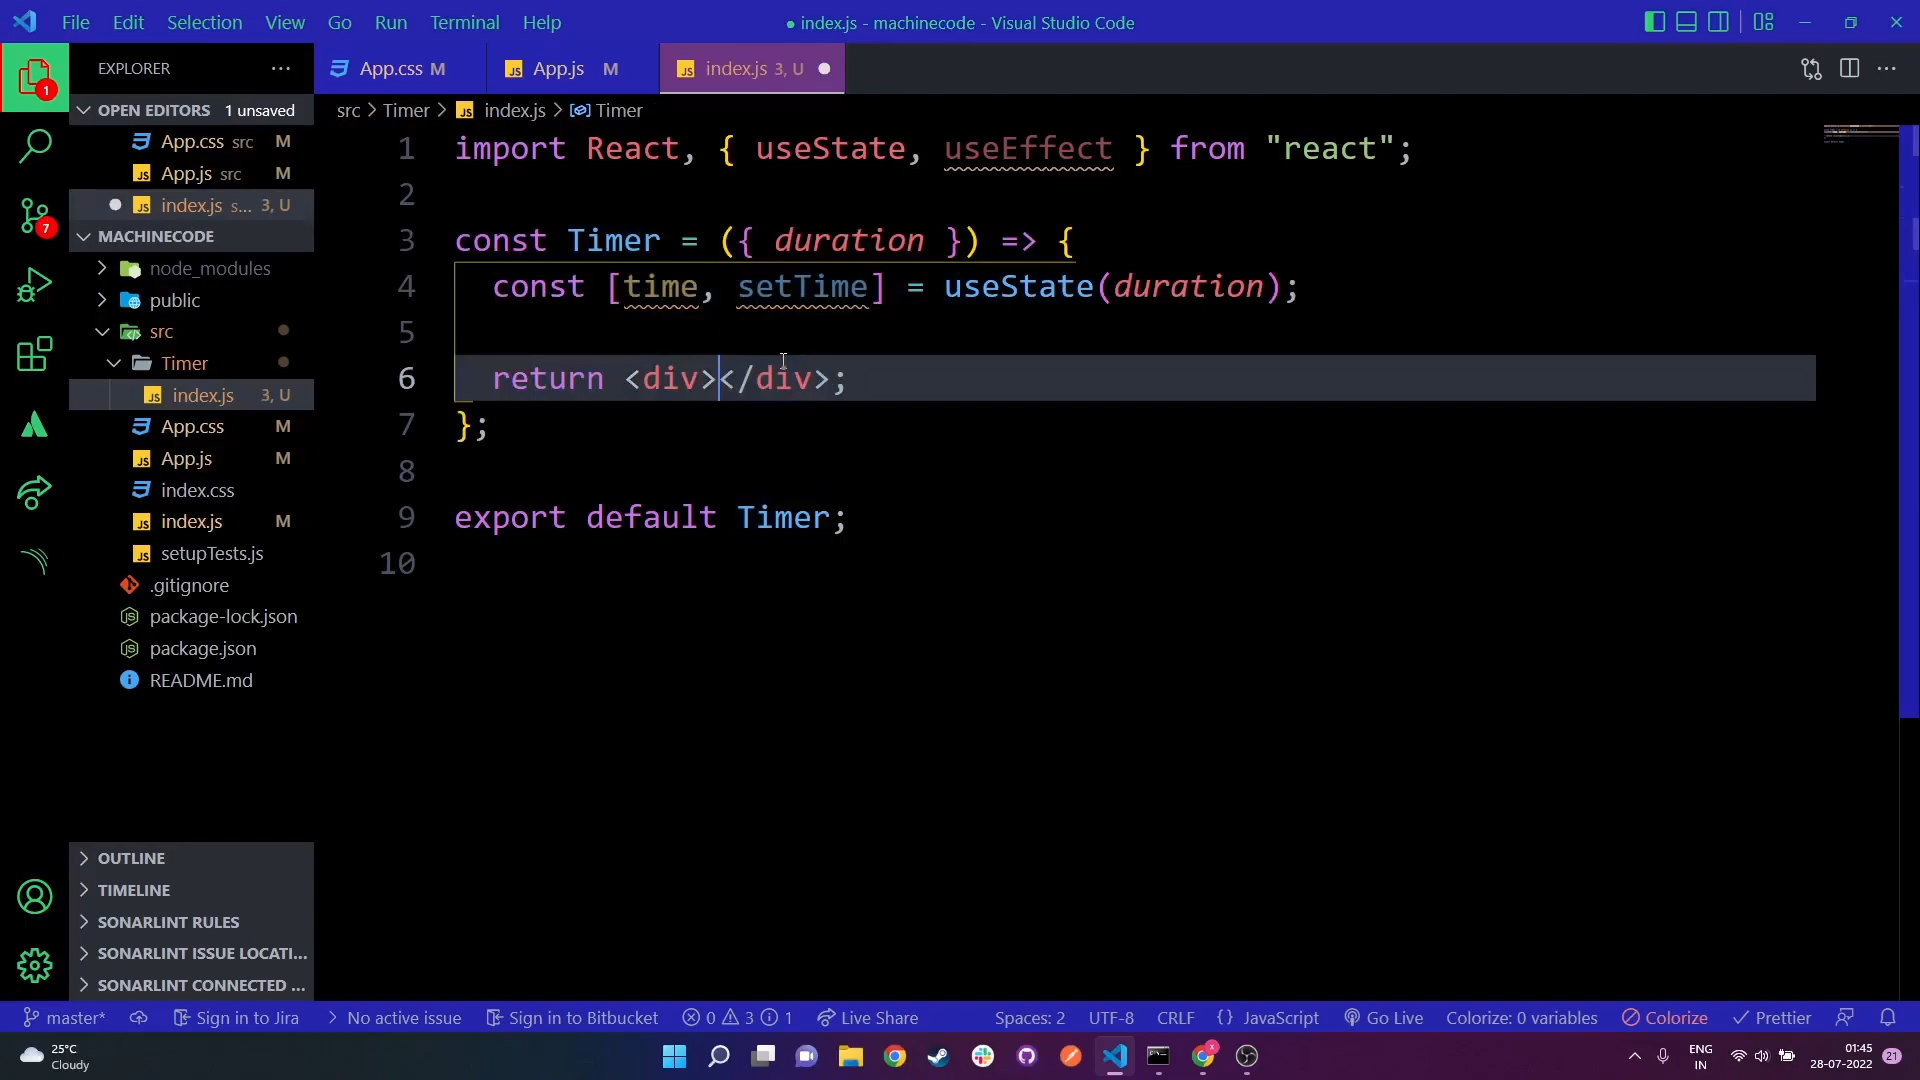 File Edit Selection View Go Run Terminal Help
● index.js - machinecode - Visual Studio Code
EXPLORER ···
App.css M
App.js M
index.js 3, U
1
OPEN EDITORS 1 unsaved
src > Timer > index.js > Timer
App.css src M
App.js src M
index.js s... 3, U
7
MACHINECODE
node_modules
public
src
Timer
index.js 3, U
App.css M
App.js M
index.css
index.js M
setupTests.js
.gitignore
package-lock.json
package.json
README.md
OUTLINE
TIMELINE
SONARLINT RULES
SONARLINT ISSUE LOCATI...
SONARLINT CONNECTED ...
1 import React, { useState, useEffect } from "react";
2
3 const Timer = ({ duration }) => {
4 const [time, setTime] = useState(duration);
5
6 return <div></div>;
7 };
8
9 export default Timer;
10
master* Sign in to Jira No active issue Sign in to Bitbucket 0 3 1 Live Share Spaces: 2 UTF-8 CRLF {} JavaScript Go Live Colorize: 0 variables Colorize Prettier
25°C
Cloudy
ENG
IN
01:45
28-07-2022
21